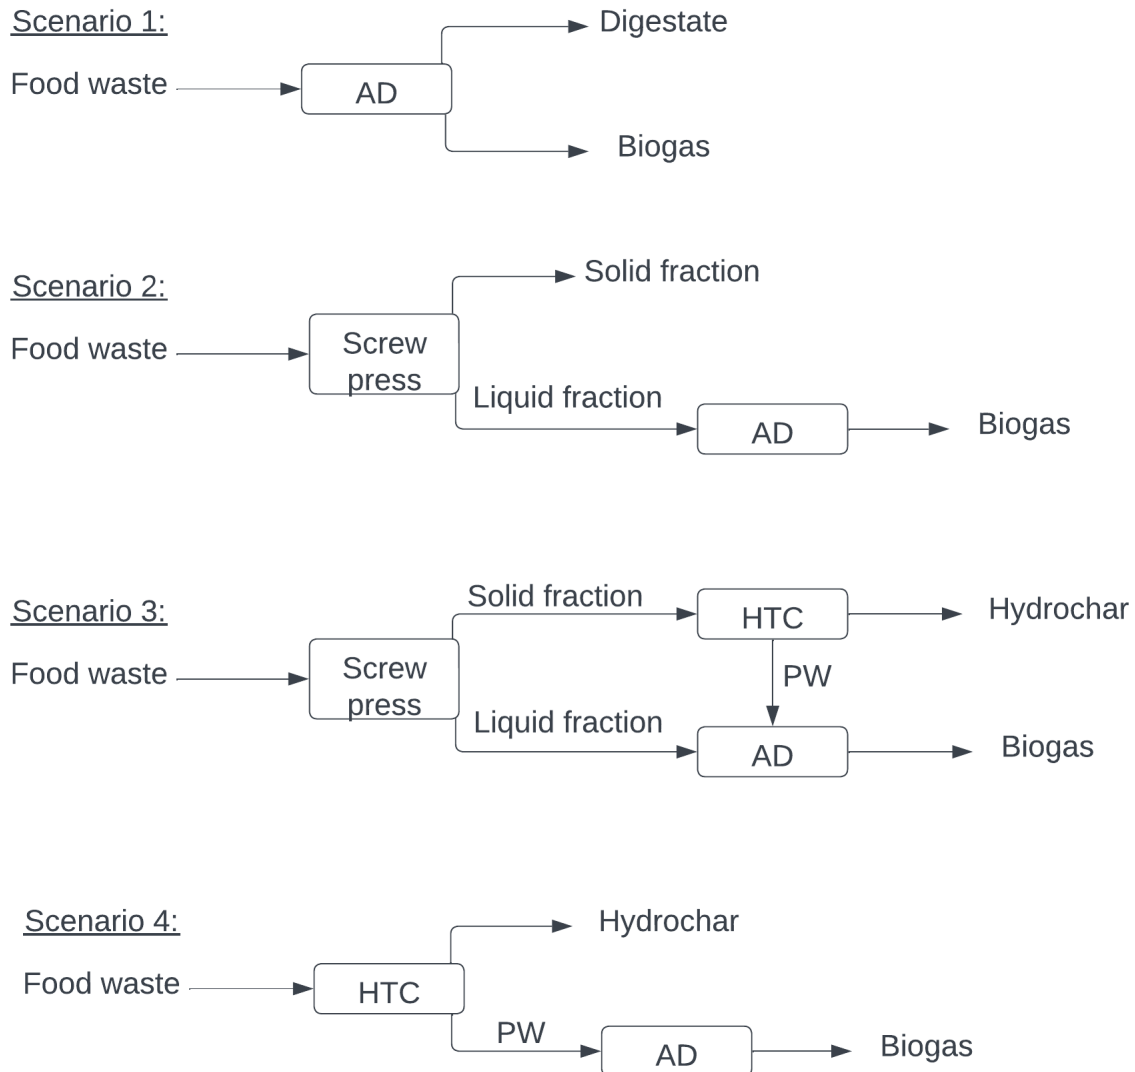 Scenario 1:
Digestate
Food waste
AD
Biogas
Scenario 2:
Solid fraction
Food waste
Screw
press
Liquid fraction
AD
Biogas
Scenario 3:
Solid fraction
HTC
Hydrochar
Food waste
Screw
press
PW
Liquid fraction
AD
Biogas
Scenario 4:
Hydrochar
Food waste
HTC
PW
AD
Biogas